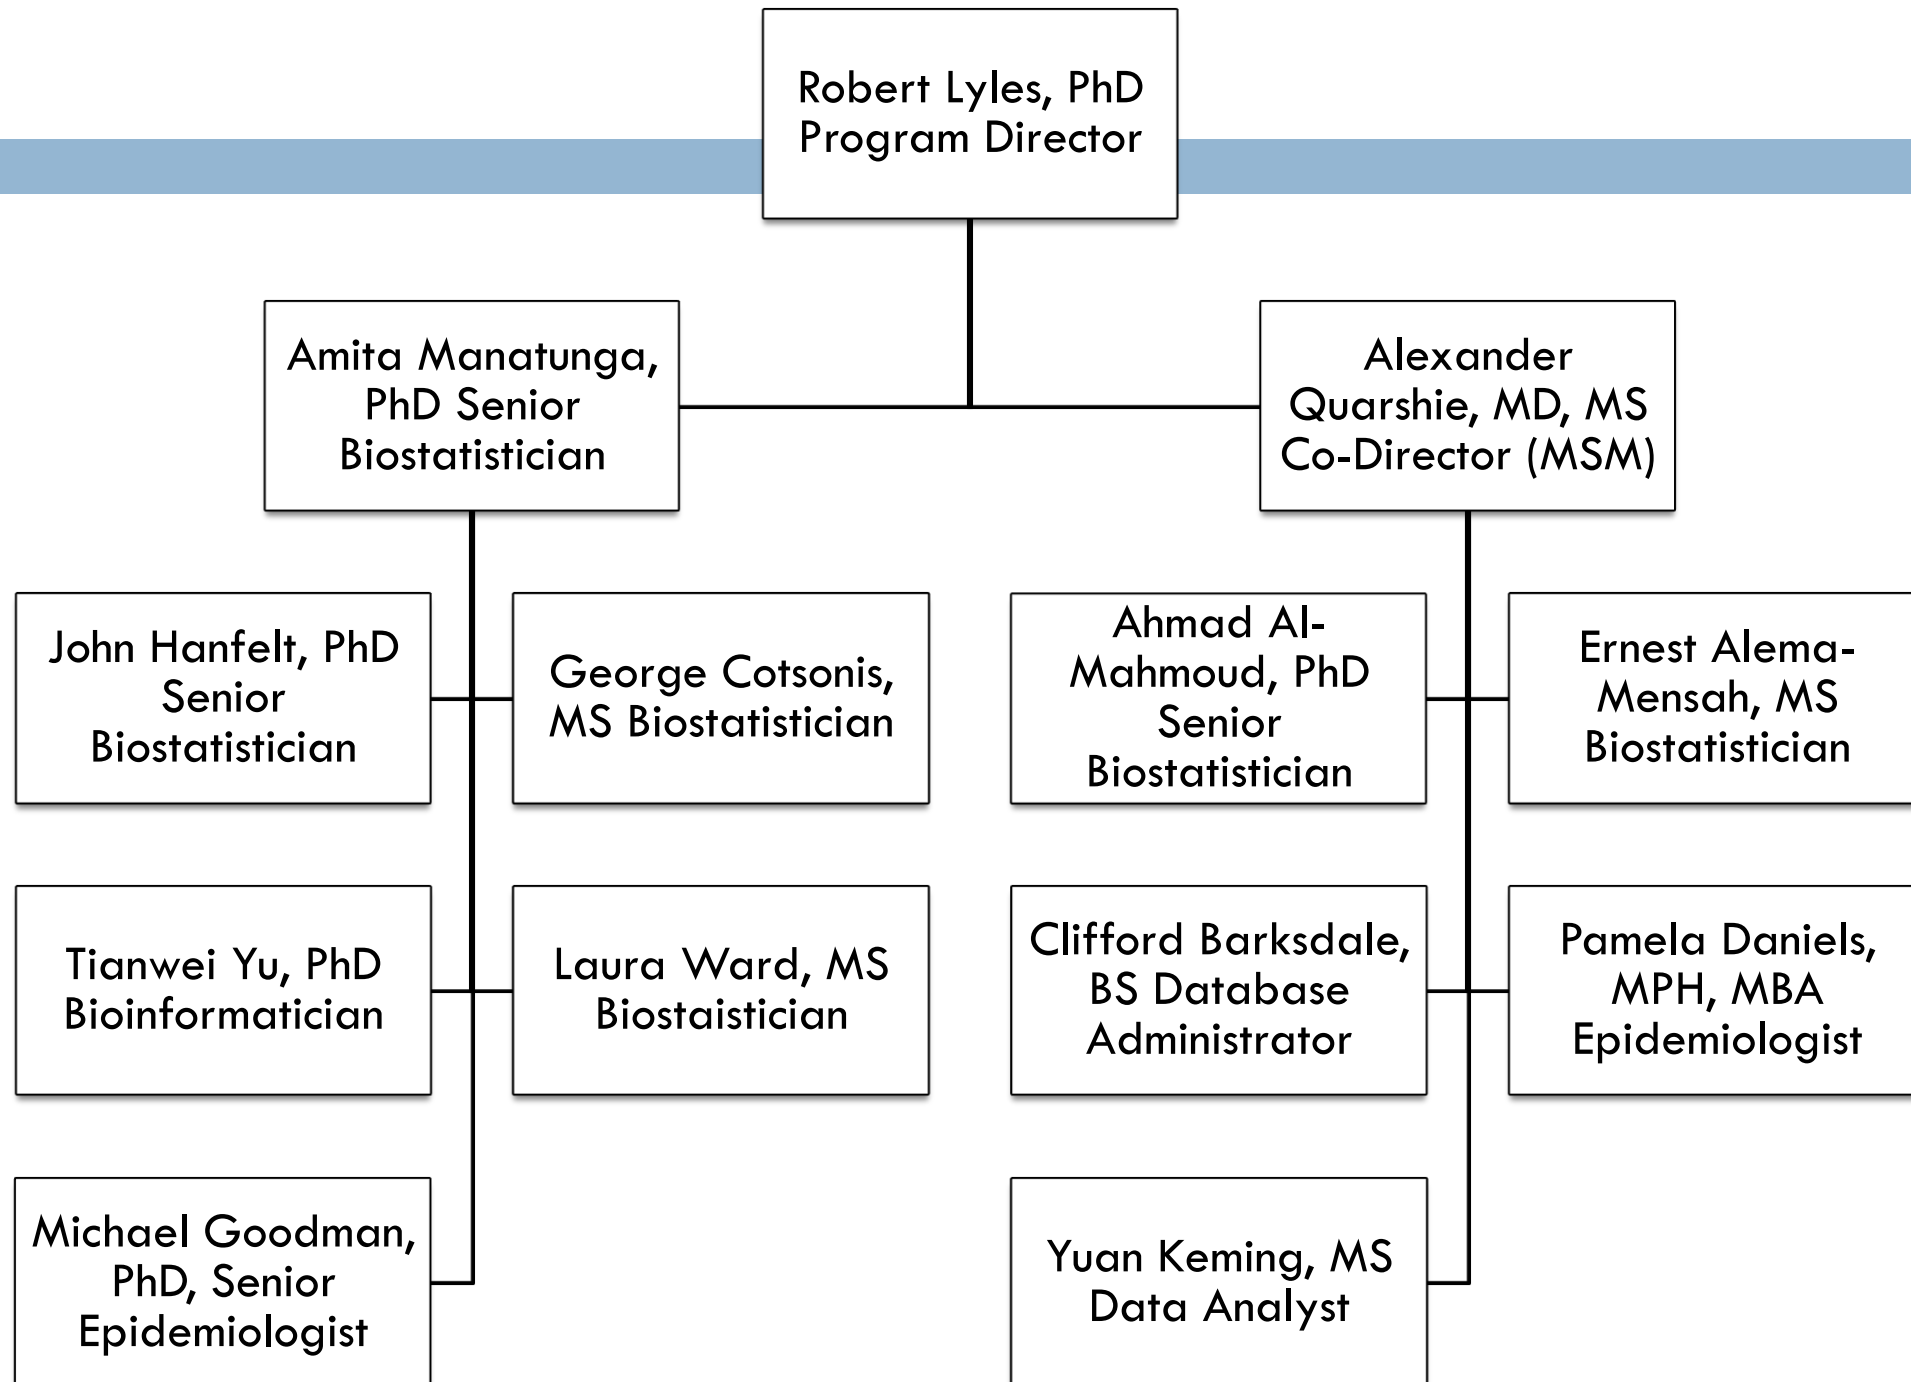 Robert Lyles, PhD
Program Director
Amita Manatunga,
PhD Senior
Biostatistician
Alexander
Quarshie, MD, MS
Co-Director (MSM)
John Hanfelt, PhD
Senior
Biostatistician
George Cotsonis,
MS Biostatistician
Ahmad Al-
Mahmoud, PhD
Senior
Biostatistician
Ernest Alema-
Mensah, MS
Biostatistician
Tianwei Yu, PhD
Bioinformatician
Laura Ward, MS
Biostaistician
Clifford Barksdale,
BS Database
Administrator
Pamela Daniels,
MPH, MBA
Epidemiologist
Michael Goodman,
PhD, Senior
Epidemiologist
Yuan Keming, MS
Data Analyst